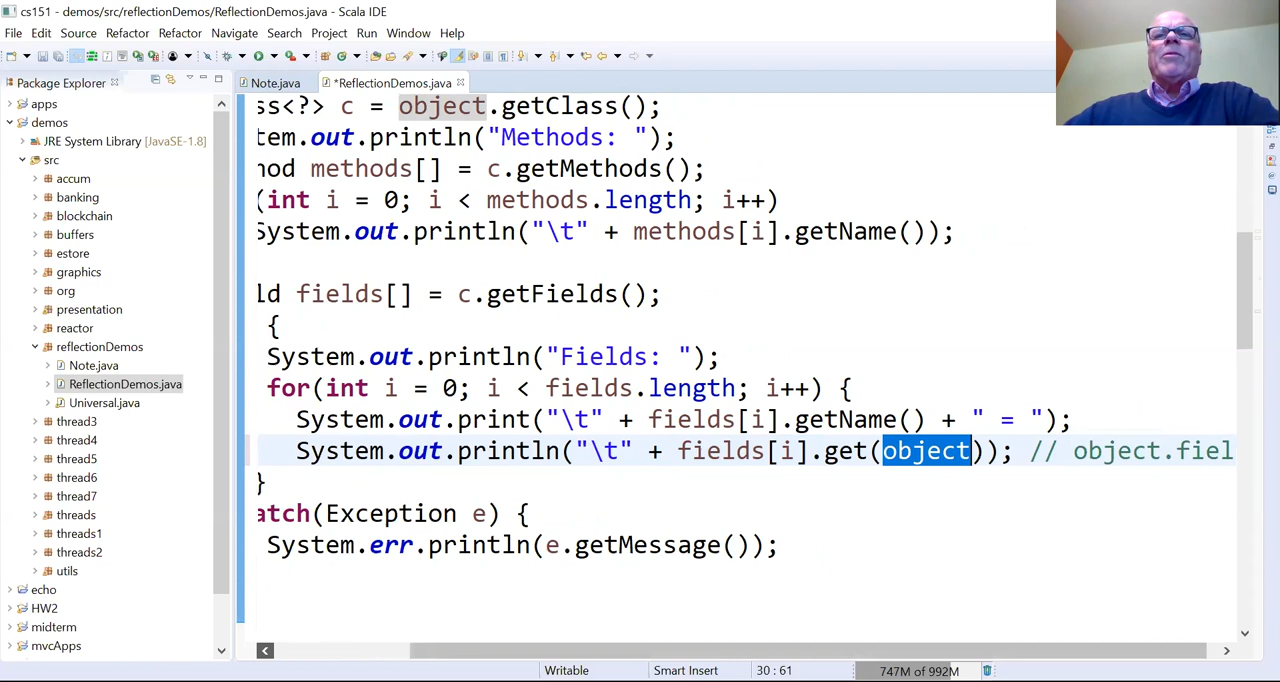 cs151 - demos/src/reflectionDemos/ReflectionDemos.java - Scala IDE
File Edit Source Refactor Refactor Navigate Search Project Run Window Help
Package Explorer
Note.java
*ReflectionDemos.java
apps
demos
JRE System Library [JavaSE-1.8]
src
accum
banking
blockchain
buffers
estore
graphics
org
presentation
reactor
reflectionDemos
Note.java
ReflectionDemos.java
Universal.java
thread3
thread4
thread5
thread6
thread7
threads
threads1
threads2
utils
echo
HW2
midterm
mvcApps
ss<?> c = object.getClass();
tem.out.println("Methods: ");
hod methods[] = c.getMethods();
(int i = 0; i < methods.length; i++)
System.out.println("\t" + methods[i].getName());
ld fields[] = c.getFields();
{
System.out.println("Fields: ");
for(int i = 0; i < fields.length; i++) {
System.out.print("\t" + fields[i].getName() + " = ");
System.out.println("\t" + fields[i].get(object)); // object.fiel
}
atch(Exception e) {
System.err.println(e.getMessage());
Writable
Smart Insert
30 : 61
747M of 992M